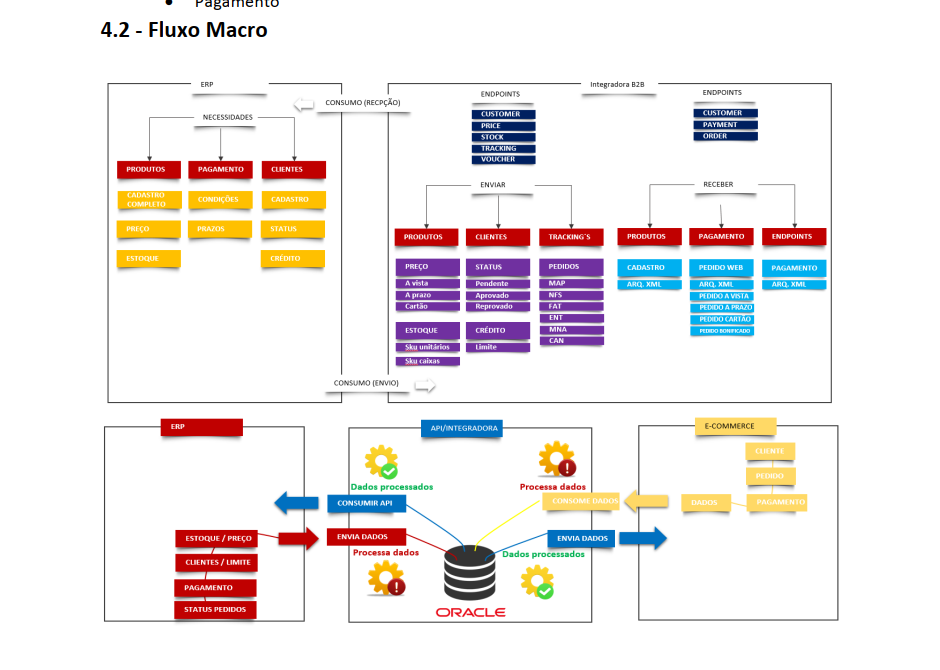 • Pagamento
4.2 - Fluxo Macro
ERP
Integradora B2B
CONSUMO (RECPÇÃO)
NECESSIDADES
PRODUTOS
PAGAMENTO
CLIENTES
CADASTRO
COMPLETO
CONDIÇÕES
CADASTRO
PREÇO
PRAZOS
STATUS
ESTOQUE
CRÉDITO
ENDPOINTS
CUSTOMER
PRICE
STOCK
TRACKING
VOUCHER
ENDPOINTS
CUSTOMER
PAYMENT
ORDER
ENVIAR
PRODUTOS
CLIENTES
TRACKING´S
PREÇO
A vista
A prazo
Cartão
ESTOQUE
Sku unitários
Sku caixas
STATUS
Pendente
Aprovado
Reprovado
CRÉDITO
Limite
PEDIDOS
MAP
NFS
FAT
ENT
MNA
CAN
RECEBER
PRODUTOS
PAGAMENTO
ENDPOINTS
CADASTRO
ARQ. XML
PEDIDO WEB
ARQ. XML
PEDIDO A VISTA
PEDIDO A PRAZO
PEDIDO CARTÃO
PEDIDO BONIFICADO
PAGAMENTO
ARQ. XML
CONSUMO (ENVIO)
ERP
ESTOQUE / PREÇO
CLIENTES / LIMITE
PAGAMENTO
STATUS PEDIDOS
API/INTEGRADORA
Dados processados
Processa dados
CONSUMIR API
CONSOME DADOS
ENVIA DADOS
ENVIA DADOS
Processa dados
Dados processados
ORACLE
E-COMMERCE
CLIENTE
PEDIDO
DADOS
PAGAMENTO